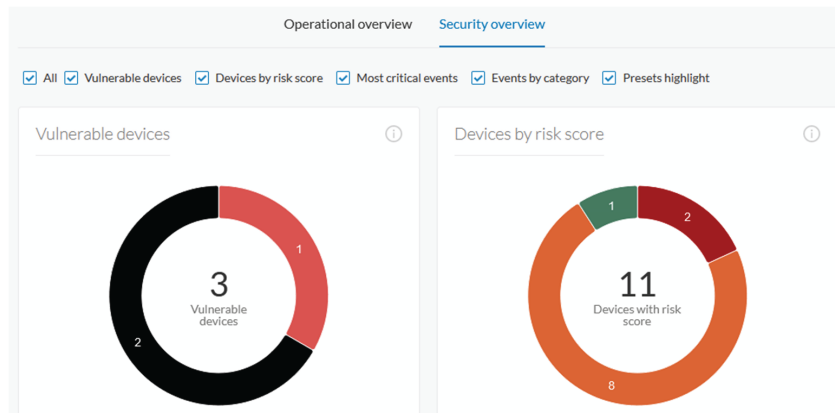 Operational overview
Security overview
All
Vulnerable devices
Devices by risk score
Most critical events
Events by category
Presets highlight
Vulnerable devices
1
3
Vulnerable
devices
2
Devices by risk score
1
2
11
Devices with risk
score
8